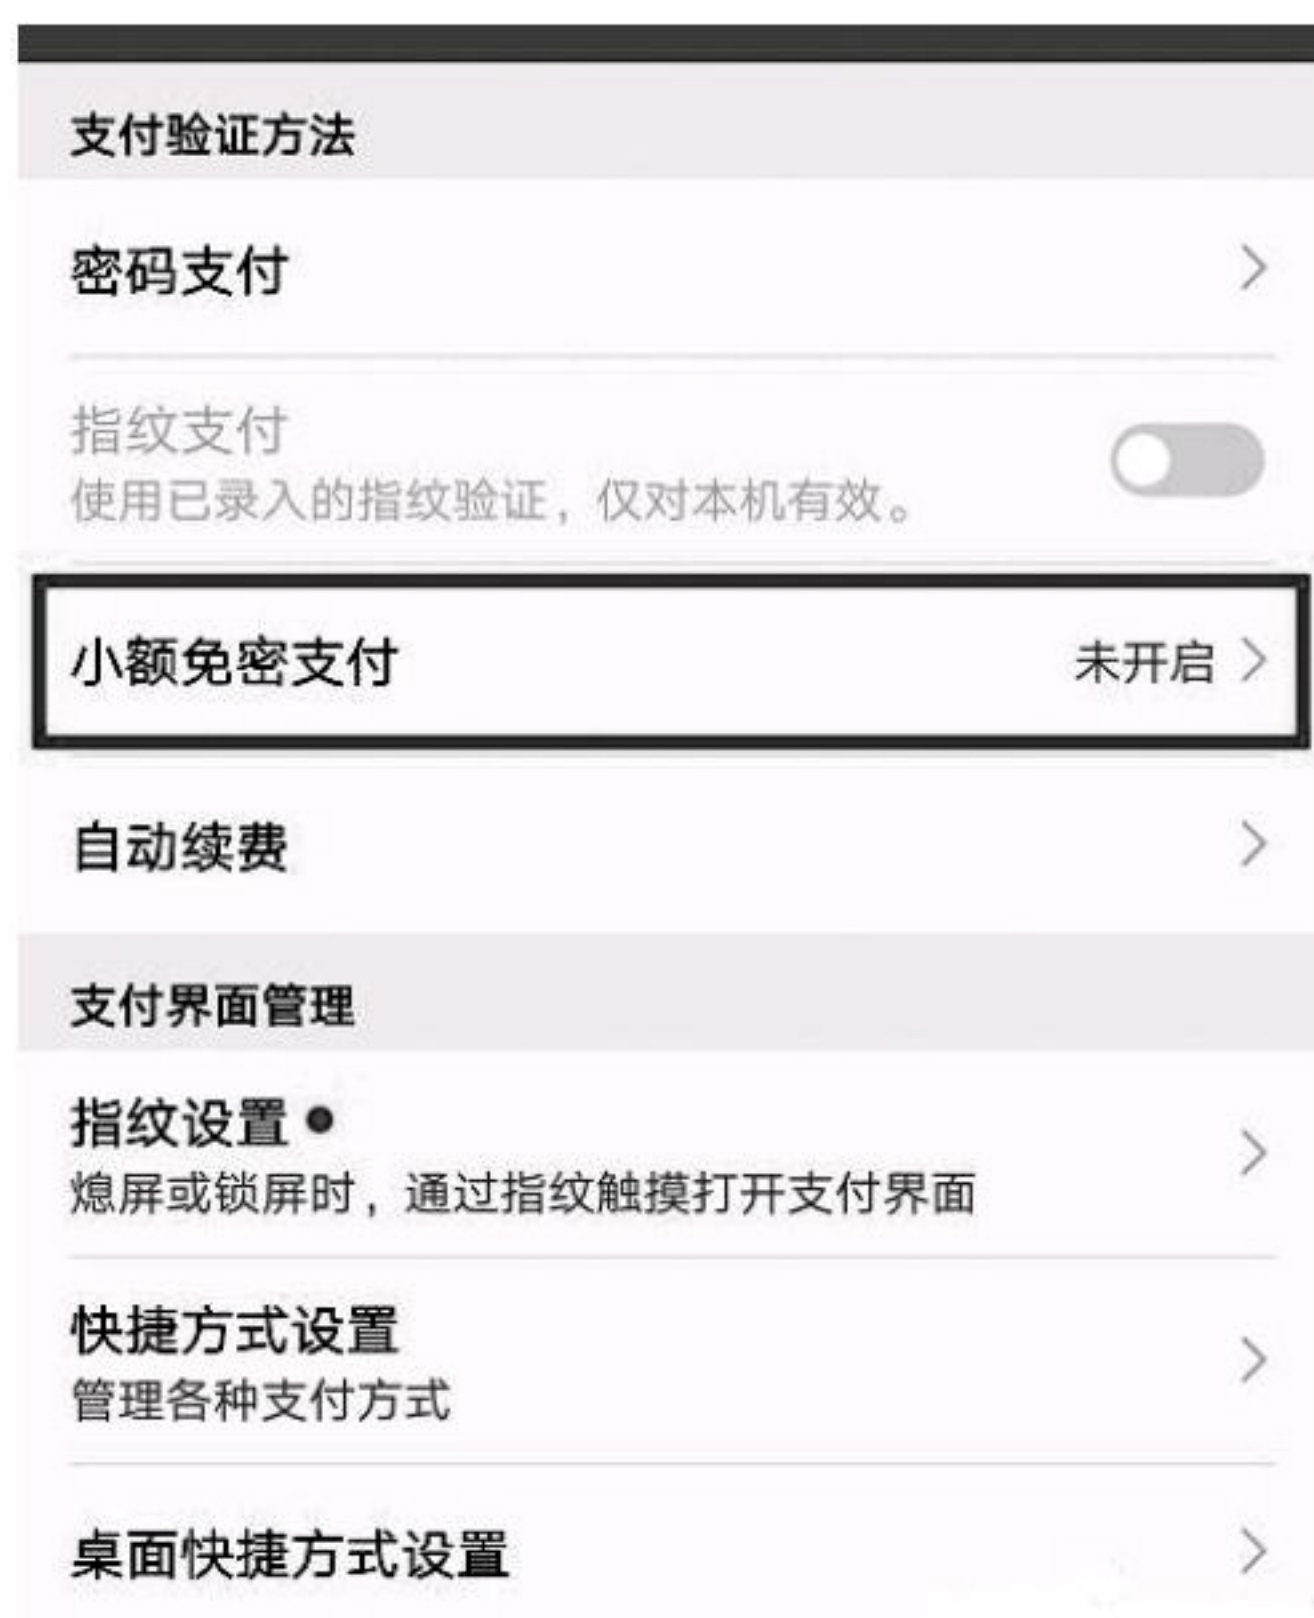 支付验证方法
密码支付
指纹支付
使用已录入的指纹验证，仅对本机有效。
小额免密支付 未开启
自动续费
支付界面管理
指纹设置
熄屏或锁屏时，通过指纹触摸打开支付界面
快捷方式设置
管理各种支付方式
桌面快捷方式设置